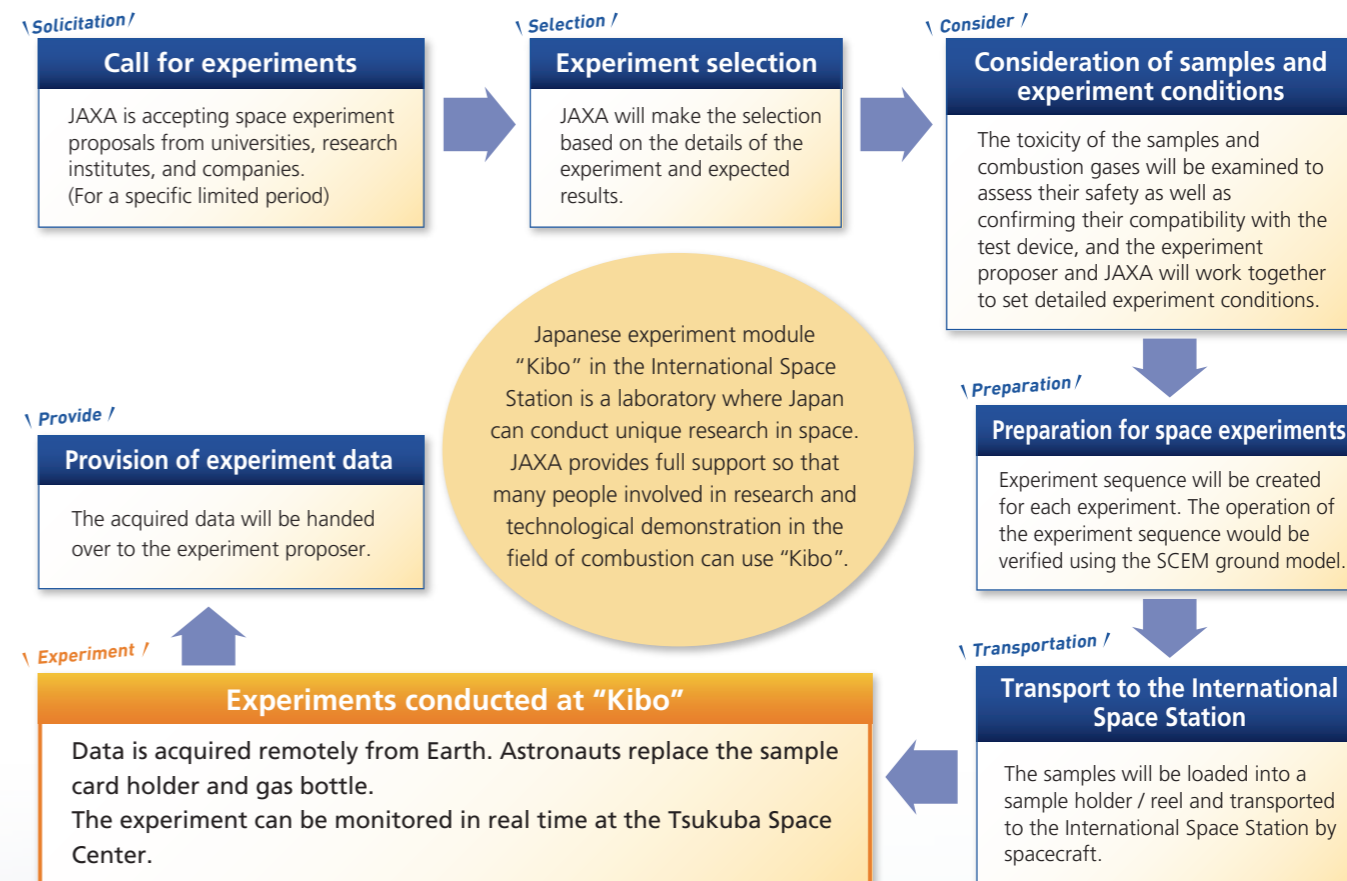 Solicitation
Call for experiments
JAXA is accepting space experiment
proposals from universities, research
institutes, and companies.
(For a specific limited period)
Selection
Experiment selection
JAXA will make the selection
based on the details of the
experiment and expected
results.
Consider
Consideration of samples and
experiment conditions
The toxicity of the samples and
combustion gases will be examined to
assess their safety as well as
confirming their compatibility with the
test device, and the experiment
proposer and JAXA will work together
to set detailed experiment conditions.
Preparation
Preparation for space experiments
Experiment sequence will be created
for each experiment. The operation of
the experiment sequence would be
verified using the SCEM ground model.
Transportation
Transport to the International
Space Station
The samples will be loaded into a
sample holder / reel and transported
to the International Space Station by
spacecraft.
Experiment
Experiments conducted at “Kibo”
Data is acquired remotely from Earth. Astronauts replace the sample
card holder and gas bottle.
The experiment can be monitored in real time at the Tsukuba Space
Center.
Provide
Provision of experiment data
The acquired data will be handed
over to the experiment proposer.
Japanese experiment module
“Kibo” in the International Space
Station is a laboratory where Japan
can conduct unique research in space.
JAXA provides full support so that
many people involved in research and
technological demonstration in the
field of combustion can use “Kibo”.